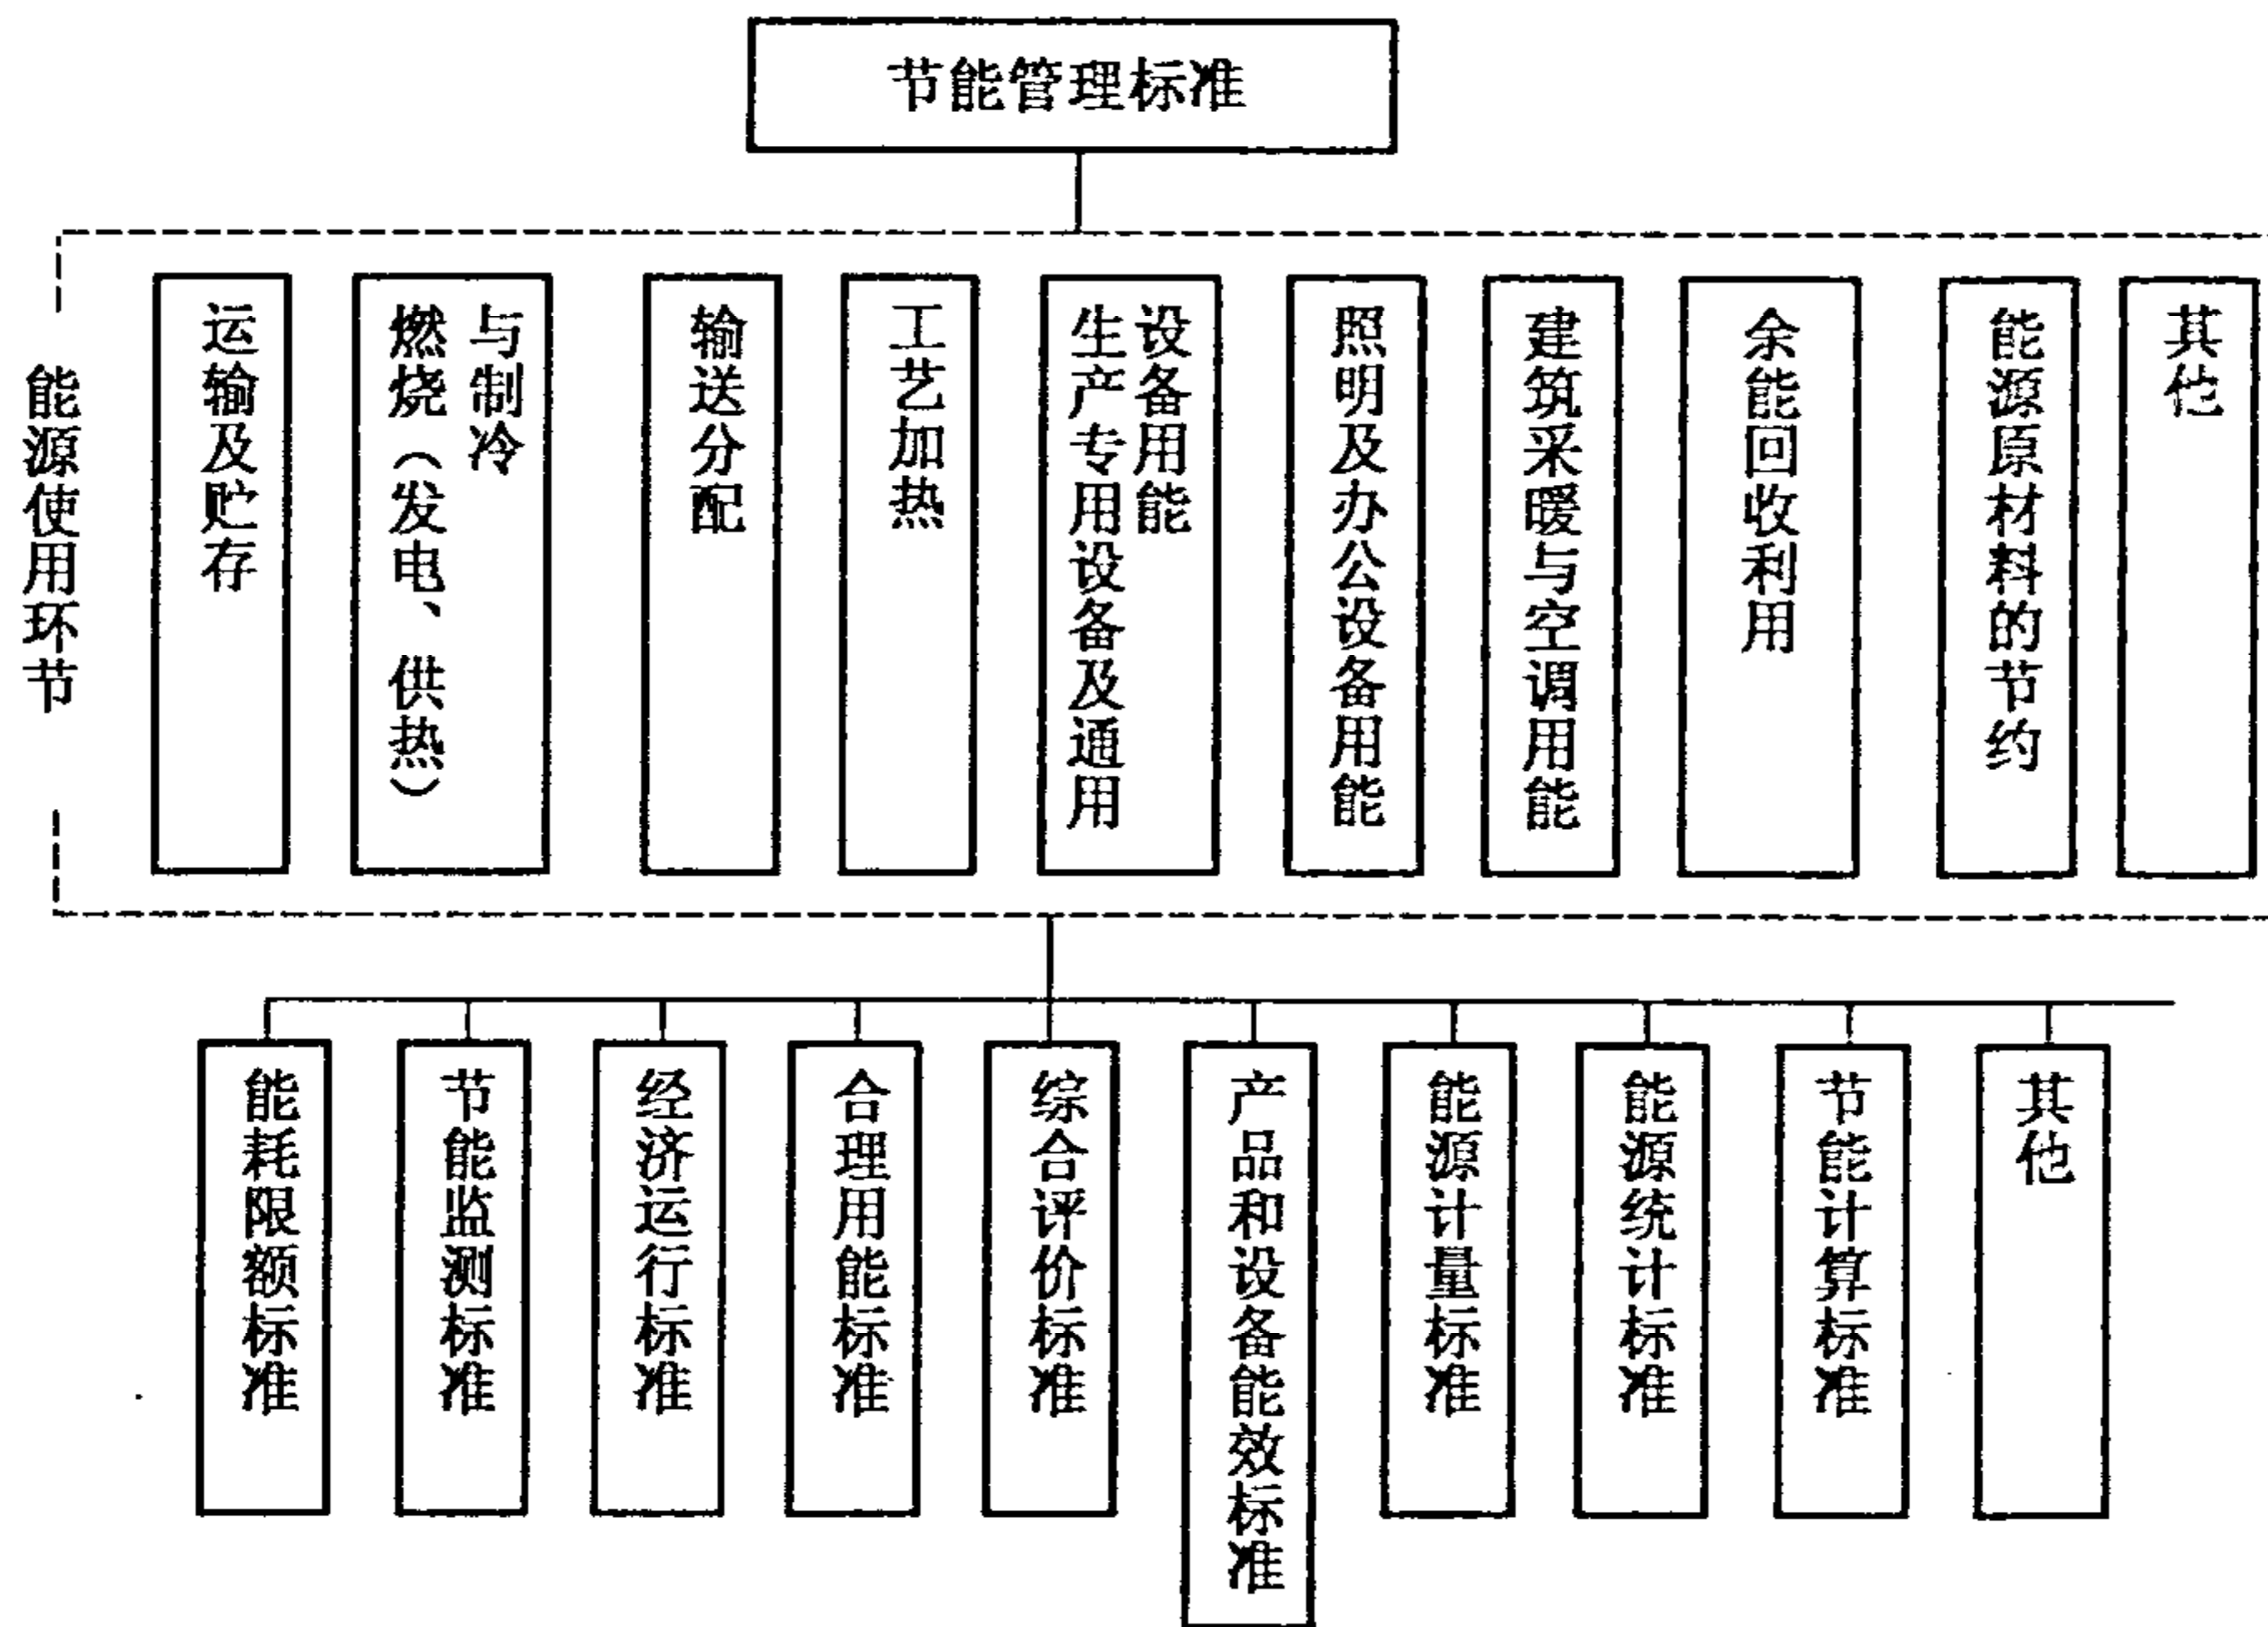 节能管理标准
能源使用环节
运输及贮存
燃烧（发电、供热）
与制冷
输送分配
工艺加热
生产专用设备及通用
设备用能
照明及办公设备用能
建筑采暖与空调用能
余能回收利用
能源原材料的节约
其他
能耗限额标准
节能监测标准
经济运行标准
合理用能标准
综合评价标准
产品和设备能效标准
能源计量标准
能源统计标准
节能计算标准
其他